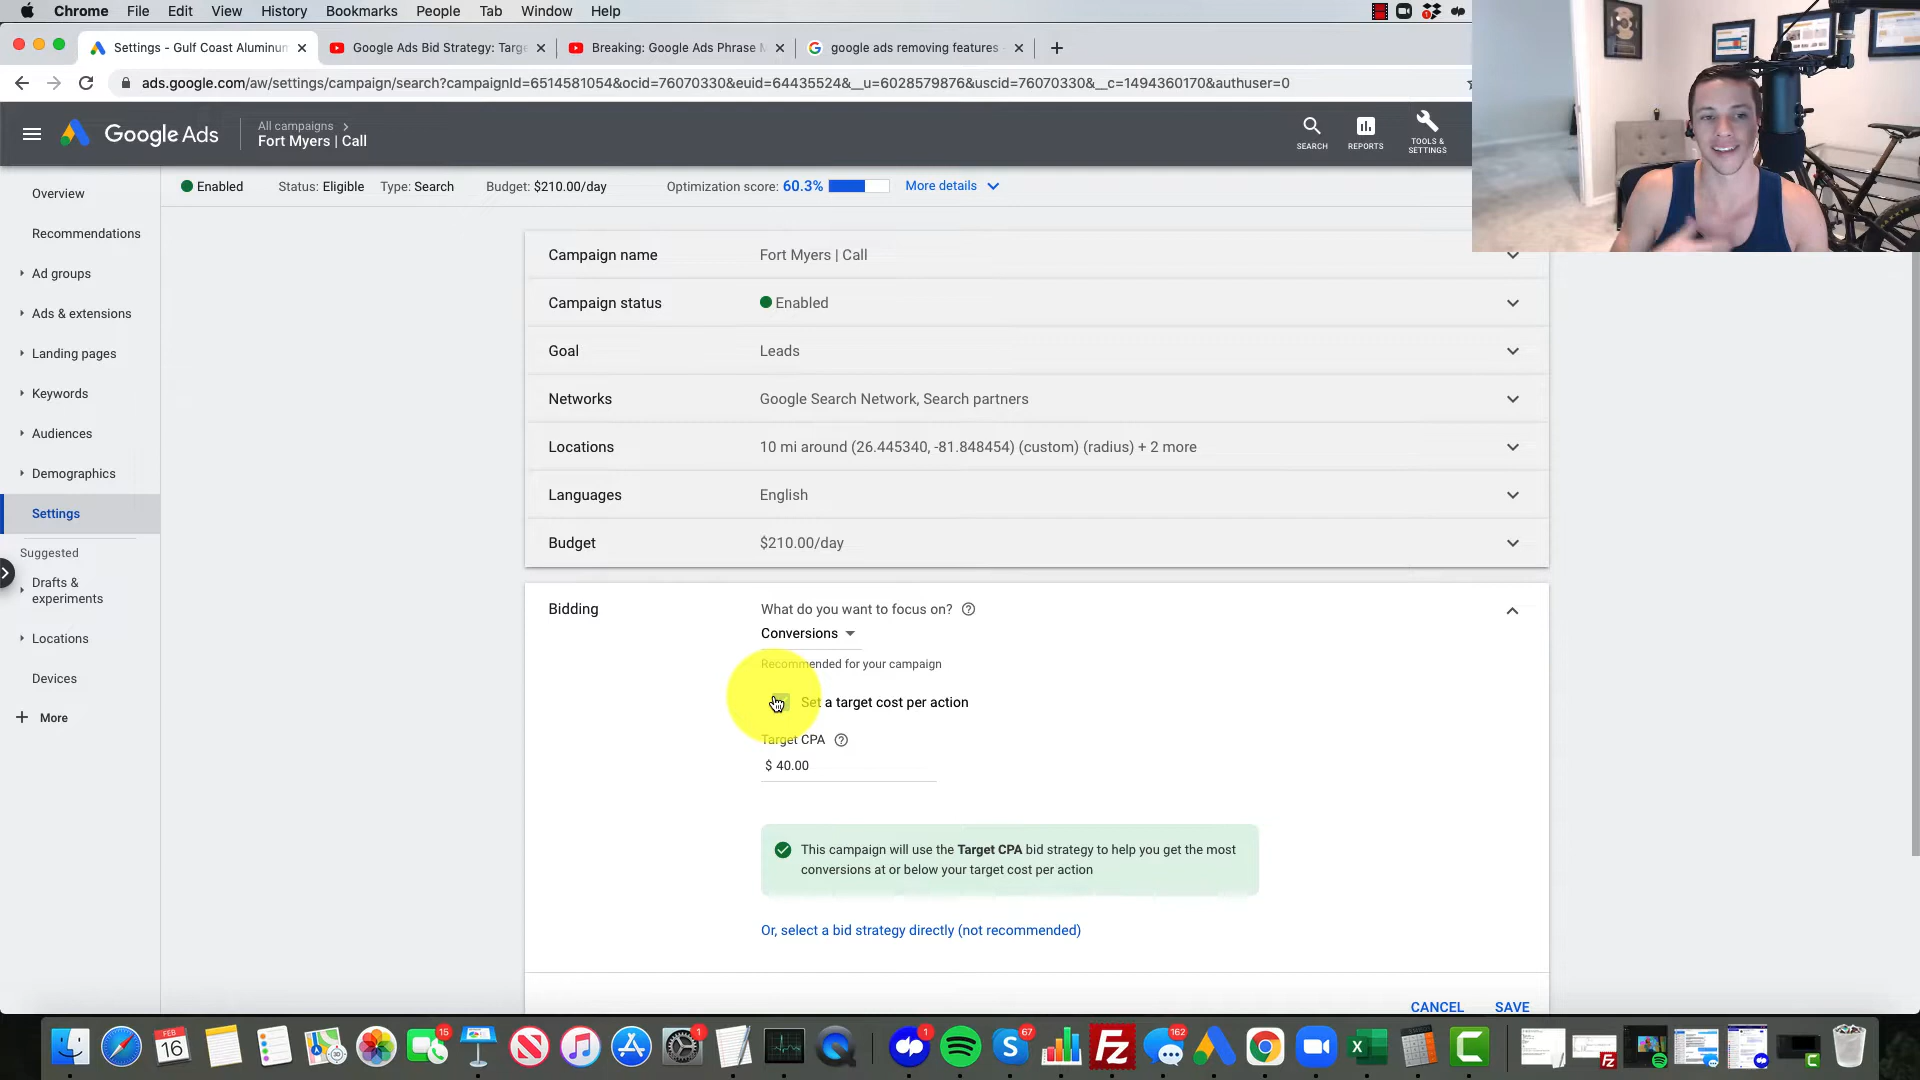 Chrome File Edit View History Bookmarks People Tab Window Help
Settings - Gulf Coast Aluminum
Google Ads Bid Strategy: Targe
Breaking: Google Ads Phrase M
google ads removing features
ads.google.com/aw/settings/campaign/search?campaignId=6514581054&ocid=76070330&euid=64435524&__u=6028579876&uscid=76070330&__c=1494360170&authuser=0
Google Ads
All campaigns
Fort Myers | Call
SEARCH
REPORTS
TOOLS &
SETTINGS
Enabled Status: Eligible Type: Search Budget: $210.00/day Optimization score: 60.3% More details
Overview
Recommendations
Ad groups
Ads & extensions
Landing pages
Keywords
Audiences
Demographics
Settings
Suggested
Drafts &
experiments
Locations
Devices
More
Campaign name Fort Myers | Call
Campaign status Enabled
Goal Leads
Networks Google Search Network, Search partners
Locations 10 mi around (26.445340, -81.848454) (custom) (radius) + 2 more
Languages English
Budget $210.00/day
Bidding What do you want to focus on?
Conversions
Recommended for your campaign
Set a target cost per action
Target CPA
$ 40.00
This campaign will use the Target CPA bid strategy to help you get the most
conversions at or below your target cost per action
Or, select a bid strategy directly (not recommended)
CANCEL SAVE
FEB
16
15
1
1
67
162